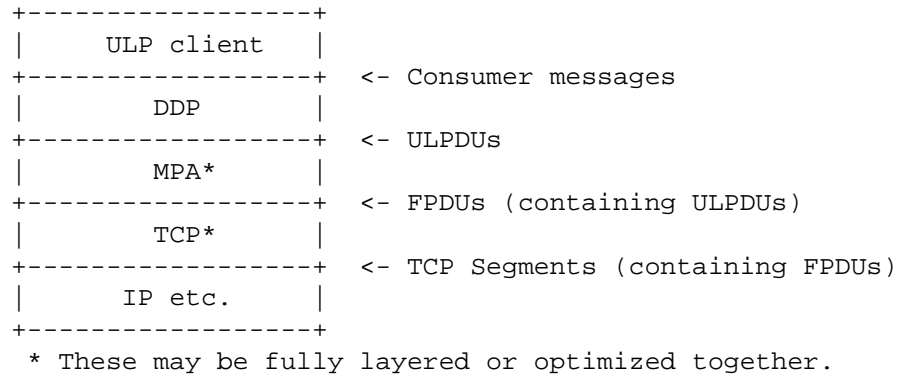 +------------------+
|     ULP client   |
+------------------+  <- Consumer messages
|        DDP       |
+------------------+  <- ULPDUs
|        MPA*      |
+------------------+  <- FPDUs (containing ULPDUs)
|        TCP*      |
+------------------+  <- TCP Segments (containing FPDUs)
|      IP etc.     |
+------------------+
 * These may be fully layered or optimized together.